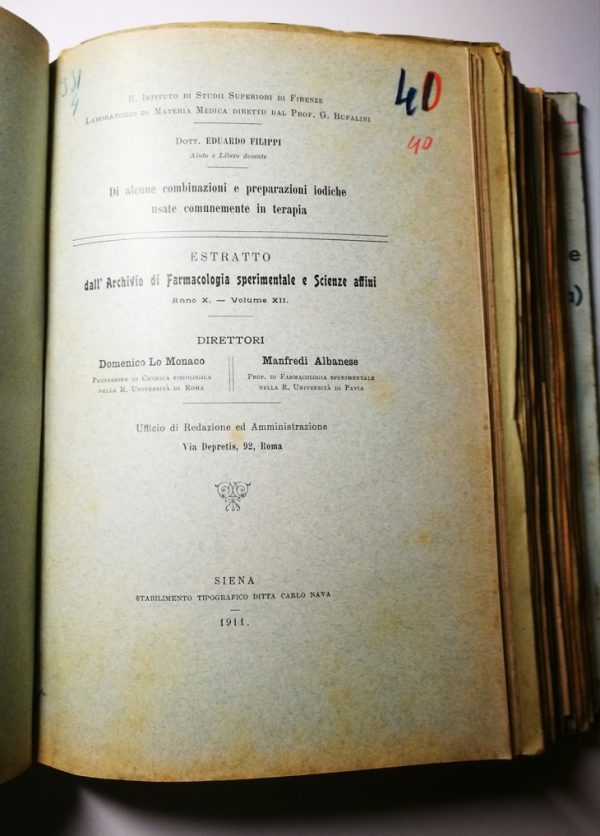 R. Istituto di Studii Superiori di Firenze
Laboratorio di Materia Medica diretto dal Prof. G. Bufalini
Dott. EDUARDO FILIPPI
Aiuto e Libero docente
Di alcune combinazioni e preparazioni iodiche
usate comunemente in terapia
ESTRATTO
dall'Archivio di Farmacologia sperimentale e Scienze affini
Anno X. — Volume XII.
DIRETTORI
Domenico Lo Monaco
Professore di Chimica fisiologica
nella R. Università di Roma
Manfredi Albanese
Prof. di Farmacologia sperimentale
nella R. Università di Pavia
Ufficio di Redazione ed Amministrazione
Via Depretis, 92, Roma
SIENA
STABILIMENTO TIPOGRAFICO DITTA CARLO NAVA
1911.
40
40
e
)